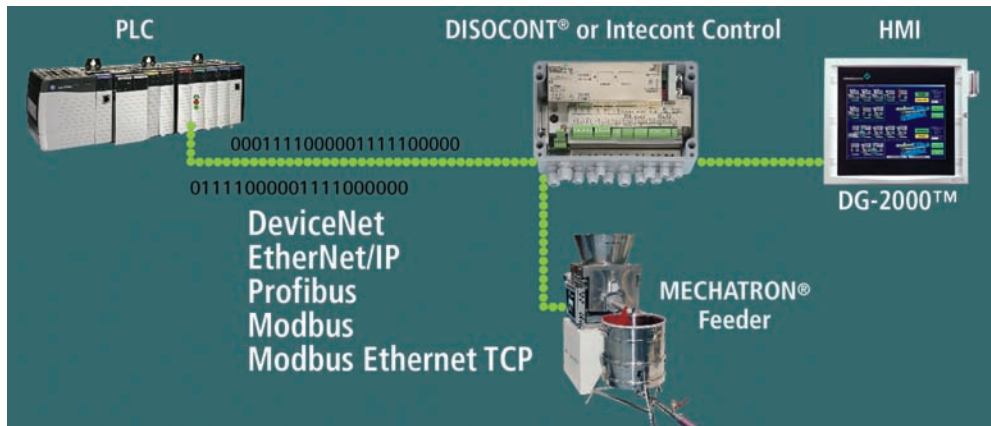 PLC
DISOCONT® or Intecont Control
HMI
00011110000011111100000
01111000001111000000
DG-2000™
DeviceNet
EtherNet/IP
Profibus
Modbus
Modbus Ethernet TCP
MECHATRON®
Feeder